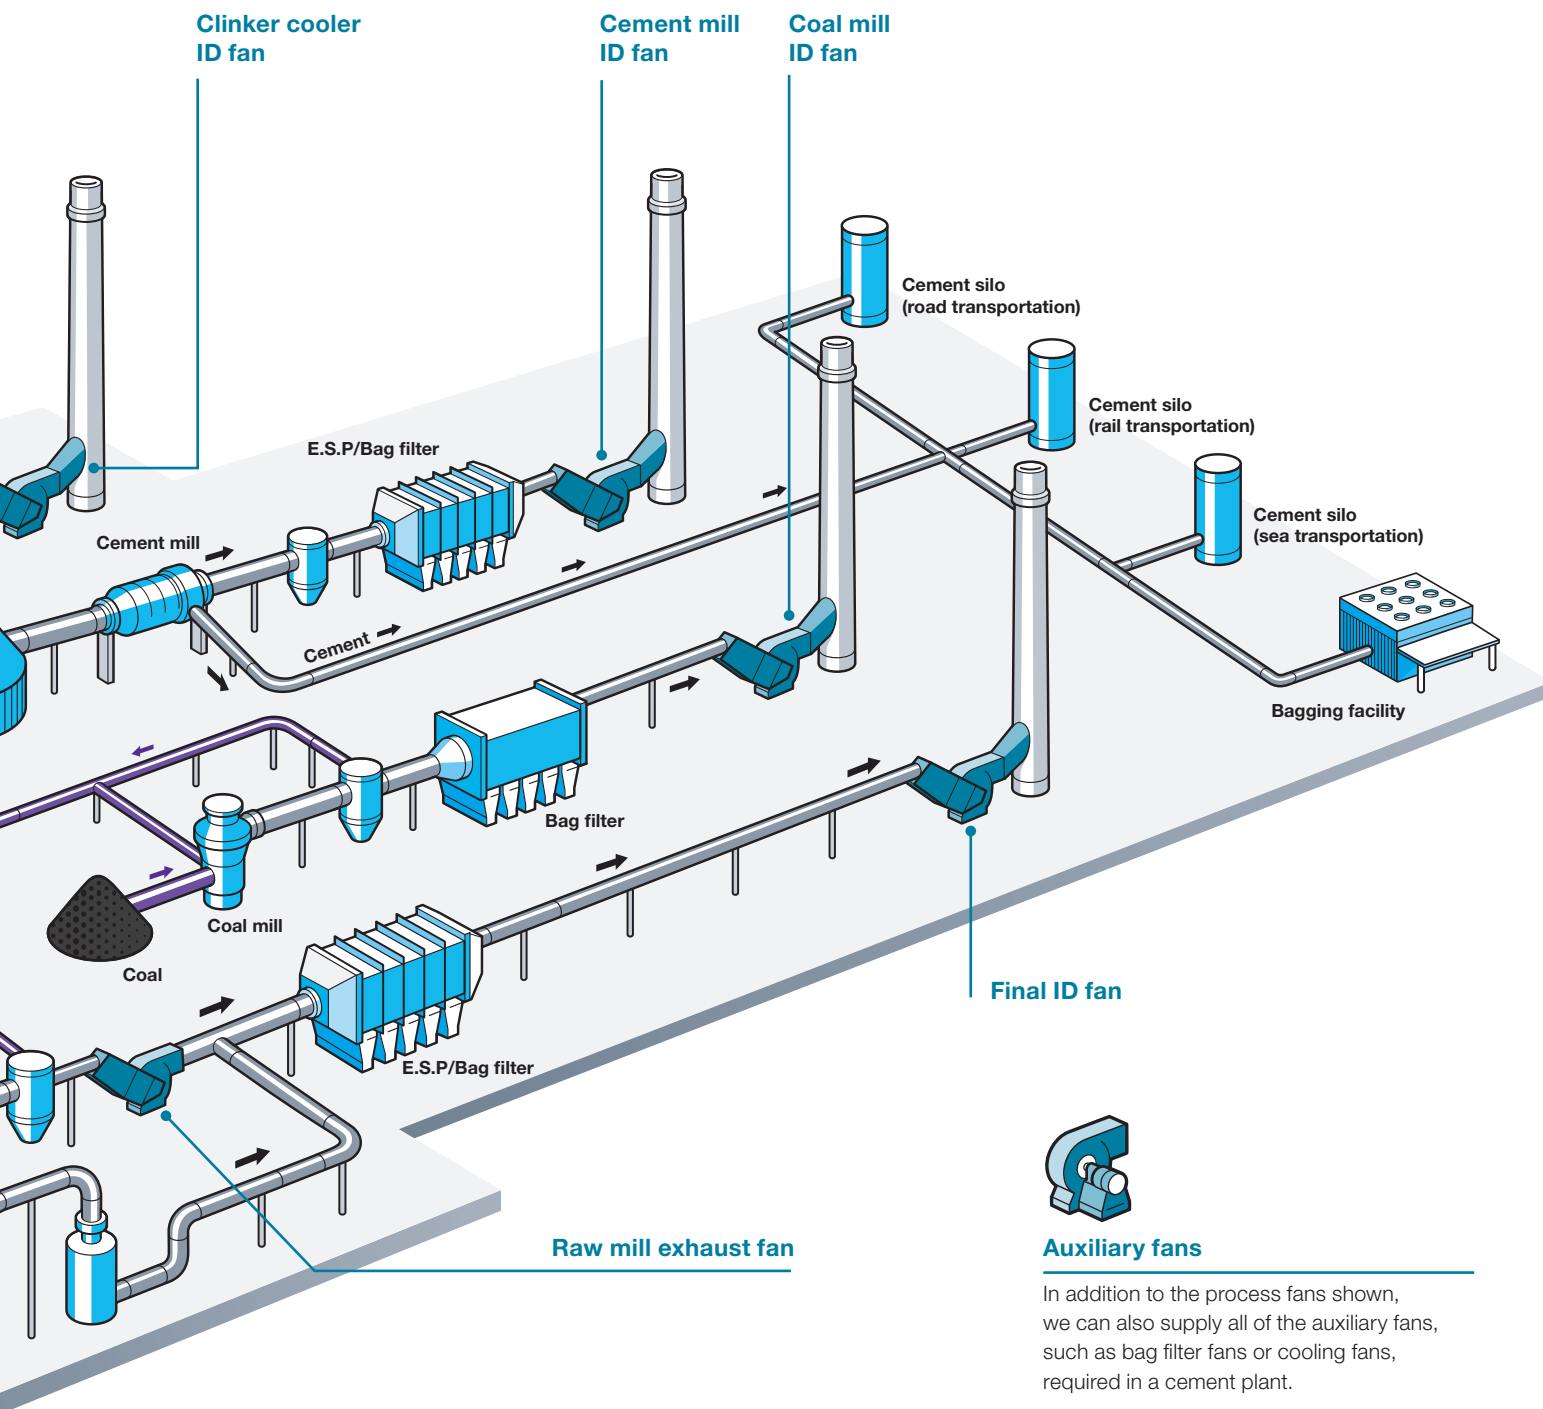 Clinker cooler
ID fan
Cement mill
ID fan
Coal mill
ID fan
Cement silo
(road transportation)
Cement silo
(rail transportation)
E.S.P/Bag filter
Cement silo
(sea transportation)
Cement mill
Cement
Bagging facility
Bag filter
Coal mill
Coal
Final ID fan
E.S.P/Bag filter
Raw mill exhaust fan
Auxiliary fans
In addition to the process fans shown,
we can also supply all of the auxiliary fans,
such as bag filter fans or cooling fans,
required in a cement plant.